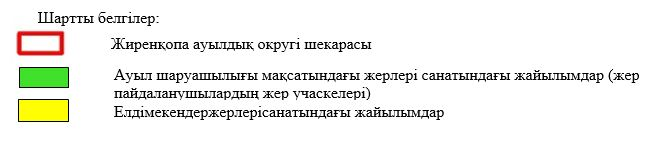 Шартты белгілер:
Жиренқопа ауылдық округі шекарасы
Ауыл шаруашылығы мақсатындағы жерлері санатындағы жайылымдар (жер
пайдаланушылардың жер учаскелері)
Елдімекендержерлерісанатындағы жайылымдар